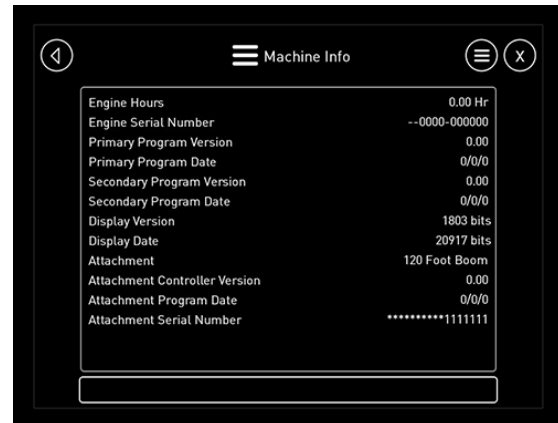 Machine Info
X
Engine Hours 0.00 Hr
Engine Serial Number --0000-000000
Primary Program Version 0.00
Primary Program Date 0/0/0
Secondary Program Version 0.00
Secondary Program Date 0/0/0
Display Version 1803 bits
Display Date 20917 bits
Attachment 120 Foot Boom
Attachment Controller Version 0.00
Attachment Program Date 0/0/0
Attachment Serial Number **********1111111